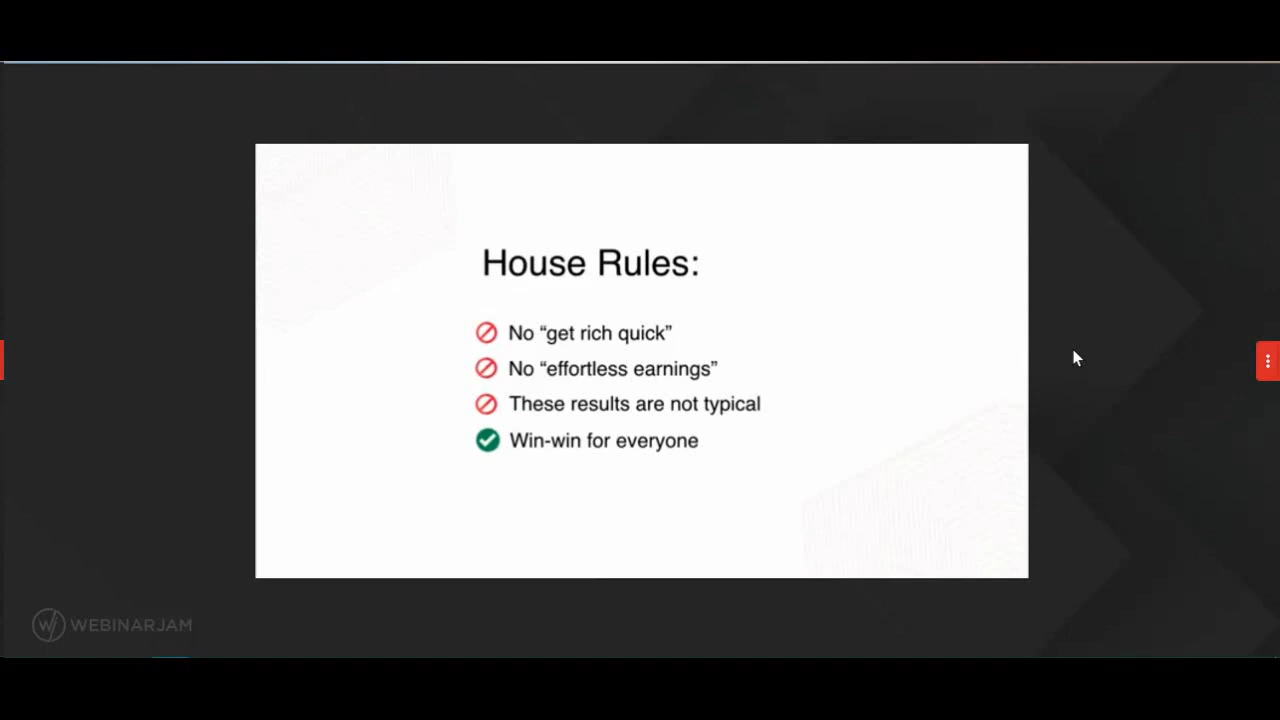 House Rules:
No “get rich quick”
No “effortless earnings”
These results are not typical
Win-win for everyone
WEBINARJAM